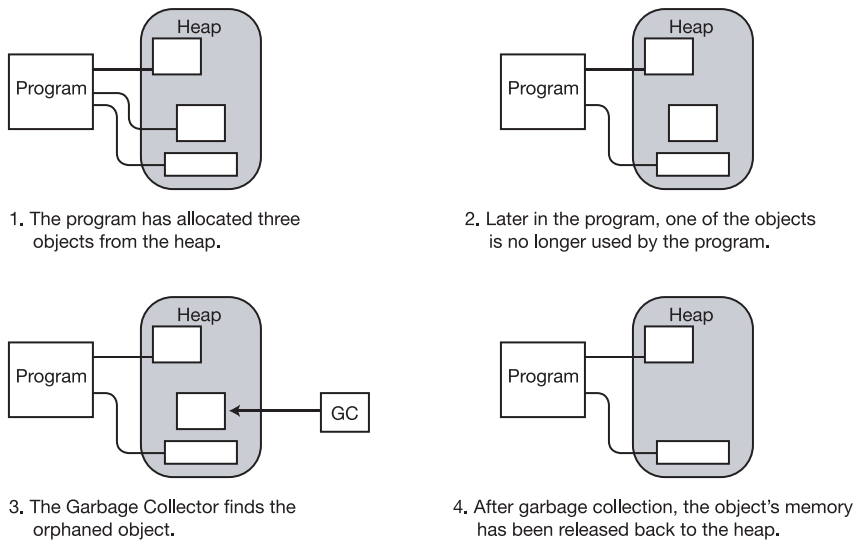 Heap
Program
1. The program has allocated three
objects from the heap.
Heap
Program
2. Later in the program, one of the objects
is no longer used by the program.
Heap
Program
GC
3. The Garbage Collector finds the
orphaned object.
Heap
Program
4. After garbage collection, the object's memory
has been released back to the heap.